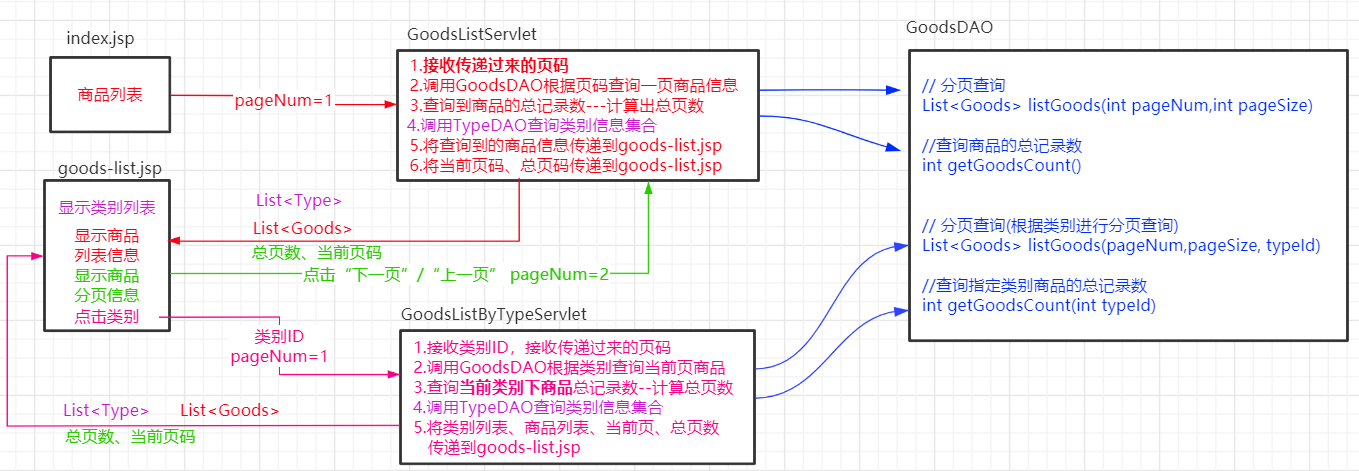 index.jsp
商品列表
pageNum=1
GoodsListServlet
1.接收传递过来的页码
2.调用GoodsDAO根据页码查询一页商品信息
3.查询到商品的总记录数---计算出总页数
4.调用TypeDAO查询类别信息集合
5.将查询到的商品信息传递到goods-list.jsp
6.将当前页码、总页码传递到goods-list.jsp
GoodsDAO
// 分页查询
List<Goods> listGoods(int pageNum,int pageSize)
//查询商品的总记录数
int getGoodsCount()
// 分页查询(根据类别进行分页查询)
List<Goods> listGoods(pageNum,pageSize, typeId)
//查询指定类别商品的总记录数
int getGoodsCount(int typeId)
goods-list.jsp
显示类别列表
显示商品
列表信息
显示商品
分页信息
点击类别
List<Type>
List<Goods>
总页数、当前页码
点击“下一页” / “上一页” pageNum=2
类别ID
pageNum=1
GoodsListByTypeServlet
1.接收类别ID，接收传递过来的页码
2.调用GoodsDAO根据类别查询当前页商品
3.查询当前类别下商品总记录数--计算总页数
4.调用TypeDAO查询类别信息集合
5.将类别列表、商品列表、当前页、总页数
传递到goods-list.jsp
List<Type> List<Goods>
总页数、当前页码